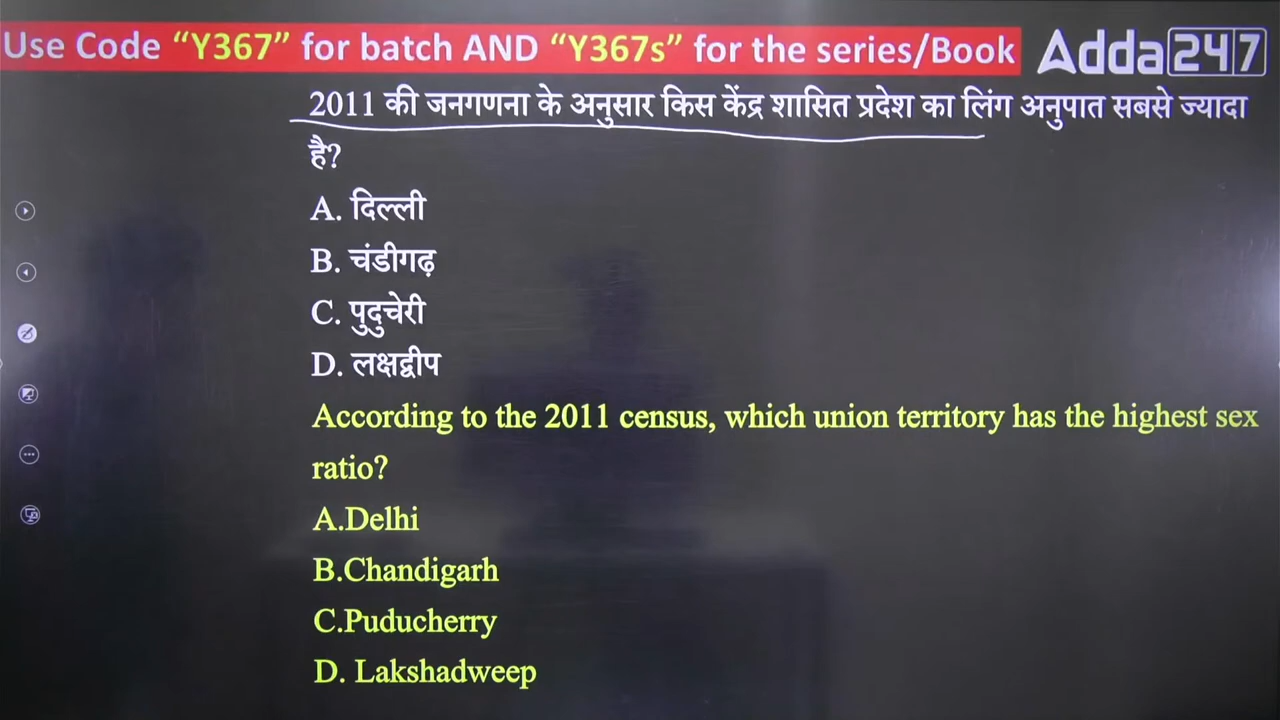 Use Code “Y367” for batch AND “Y367s” for the series/Book
Adda247
2011 की जनगणना के अनुसार किस केंद्र शासित प्रदेश का लिंग अनुपात सबसे ज्यादा
है?
A. दिल्ली
B. चंडीगढ़
C. पुदुचेरी
D. लक्षद्वीप
According to the 2011 census, which union territory has the highest sex
ratio?
A.Delhi
B.Chandigarh
C.Puducherry
D. Lakshadweep